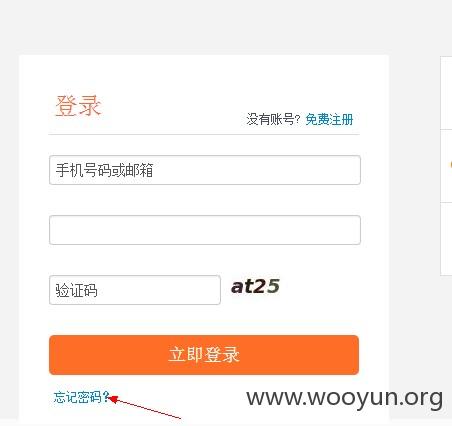 登录
没有账号? 免费注册
手机号码或邮箱
验证码
at25
立即登录
忘记密码?
www.wooyun.org